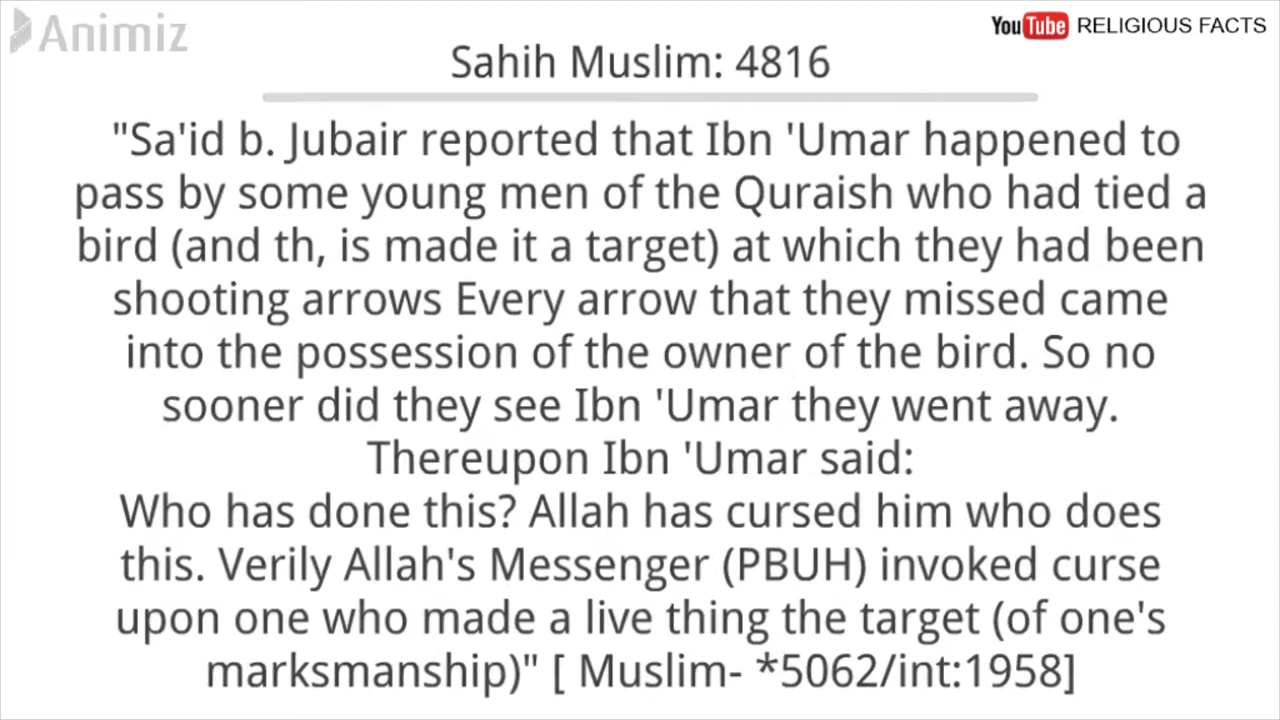 Animiz
YouTube RELIGIOUS FACTS
Sahih Muslim: 4816
"Sa'id b. Jubair reported that Ibn 'Umar happened to
pass by some young men of the Quraish who had tied a
bird (and th, is made it a target) at which they had been
shooting arrows Every arrow that they missed came
into the possession of the owner of the bird. So no
sooner did they see Ibn 'Umar they went away.
Thereupon Ibn 'Umar said:
Who has done this? Allah has cursed him who does
this. Verily Allah's Messenger (PBUH) invoked curse
upon one who made a live thing the target (of one's
marksmanship)" [ Muslim- *5062/int:1958]